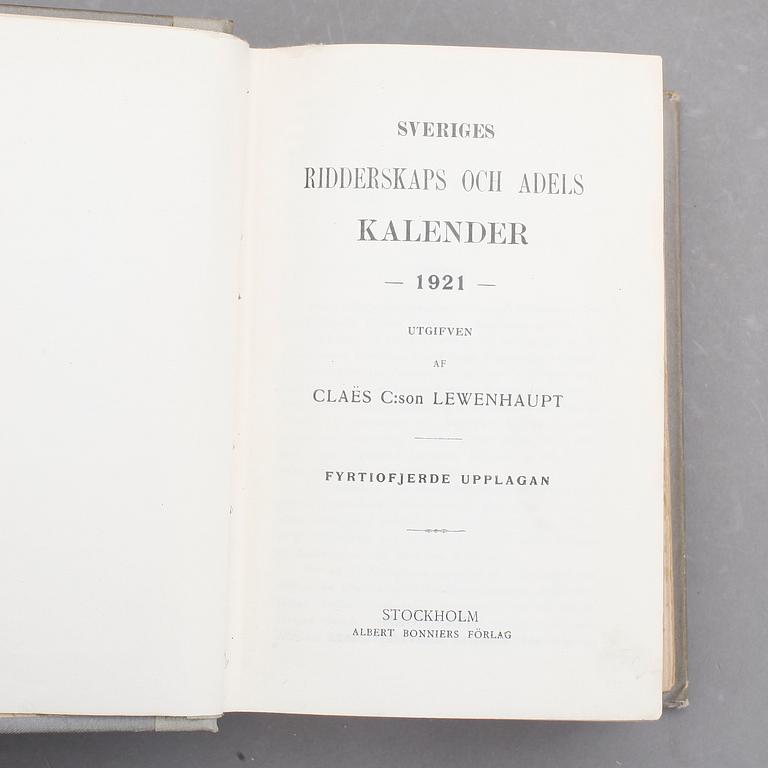 SVERIGES
RIDDERSKAPS OCH ADELS
KALENDER
— 1921 —
UTGIFVEN
AF
CLAËS C:son LEWENHAUPT
FYRTIOFJERDE UPPLAGAN
STOCKHOLM
ALBERT BONNIERS FÖRLAG